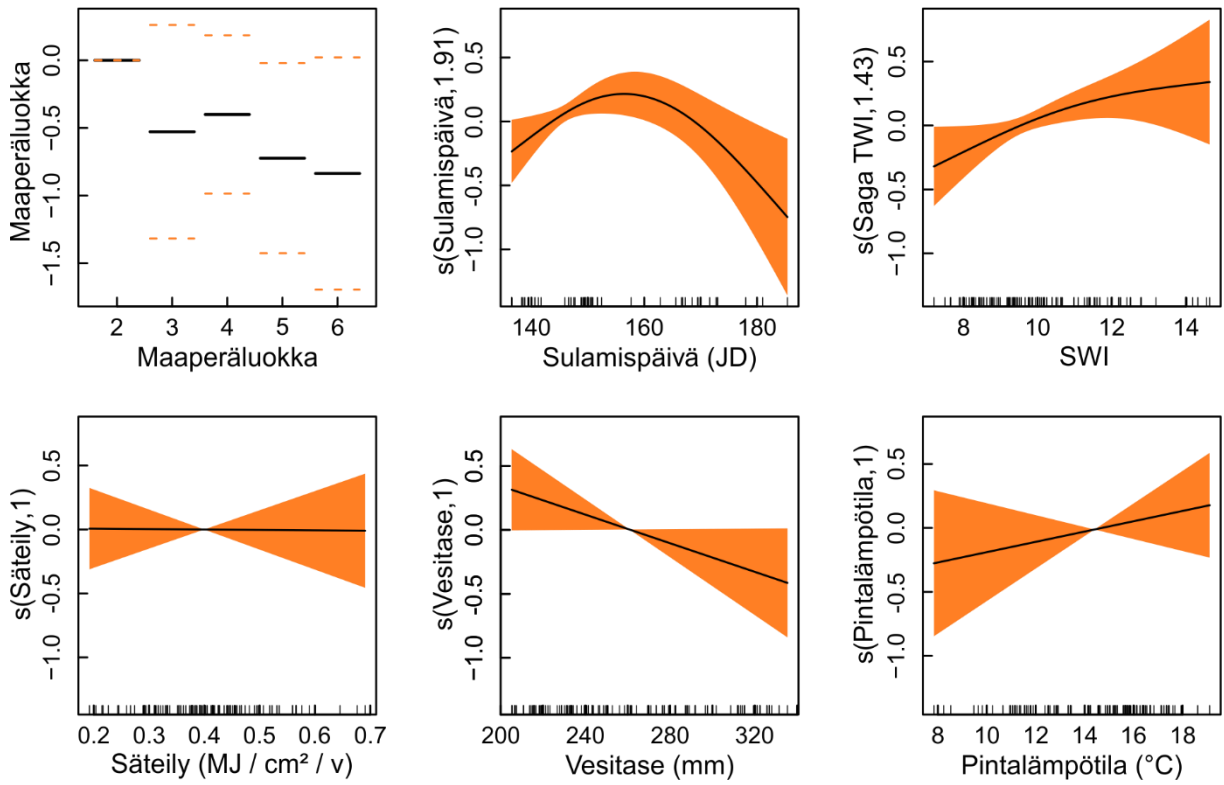 Maaperäluokka
0.0
−0.5
−1.0
−1.5
2 3 4 5 6
Maaperäluokka
s(Sulamispäivä,1.91)
0.5
0.0
−0.5
−1.0
140 160 180
Sulamispäivä (JD)
s(Saga TWI,1.43)
0.5
0.0
−0.5
−1.0
8 10 12 14
SWI
s(Säteily,1)
0.5
0.0
−0.5
−1.0
0.2 0.3 0.4 0.5 0.6 0.7
Säteily (MJ / cm² / v)
s(Vesitase,1)
0.5
0.0
−0.5
−1.0
200 240 280 320
Vesitase (mm)
s(Pintalämpötila,1)
0.5
0.0
−0.5
−1.0
8 10 12 14 16 18
Pintalämpötila (°C)